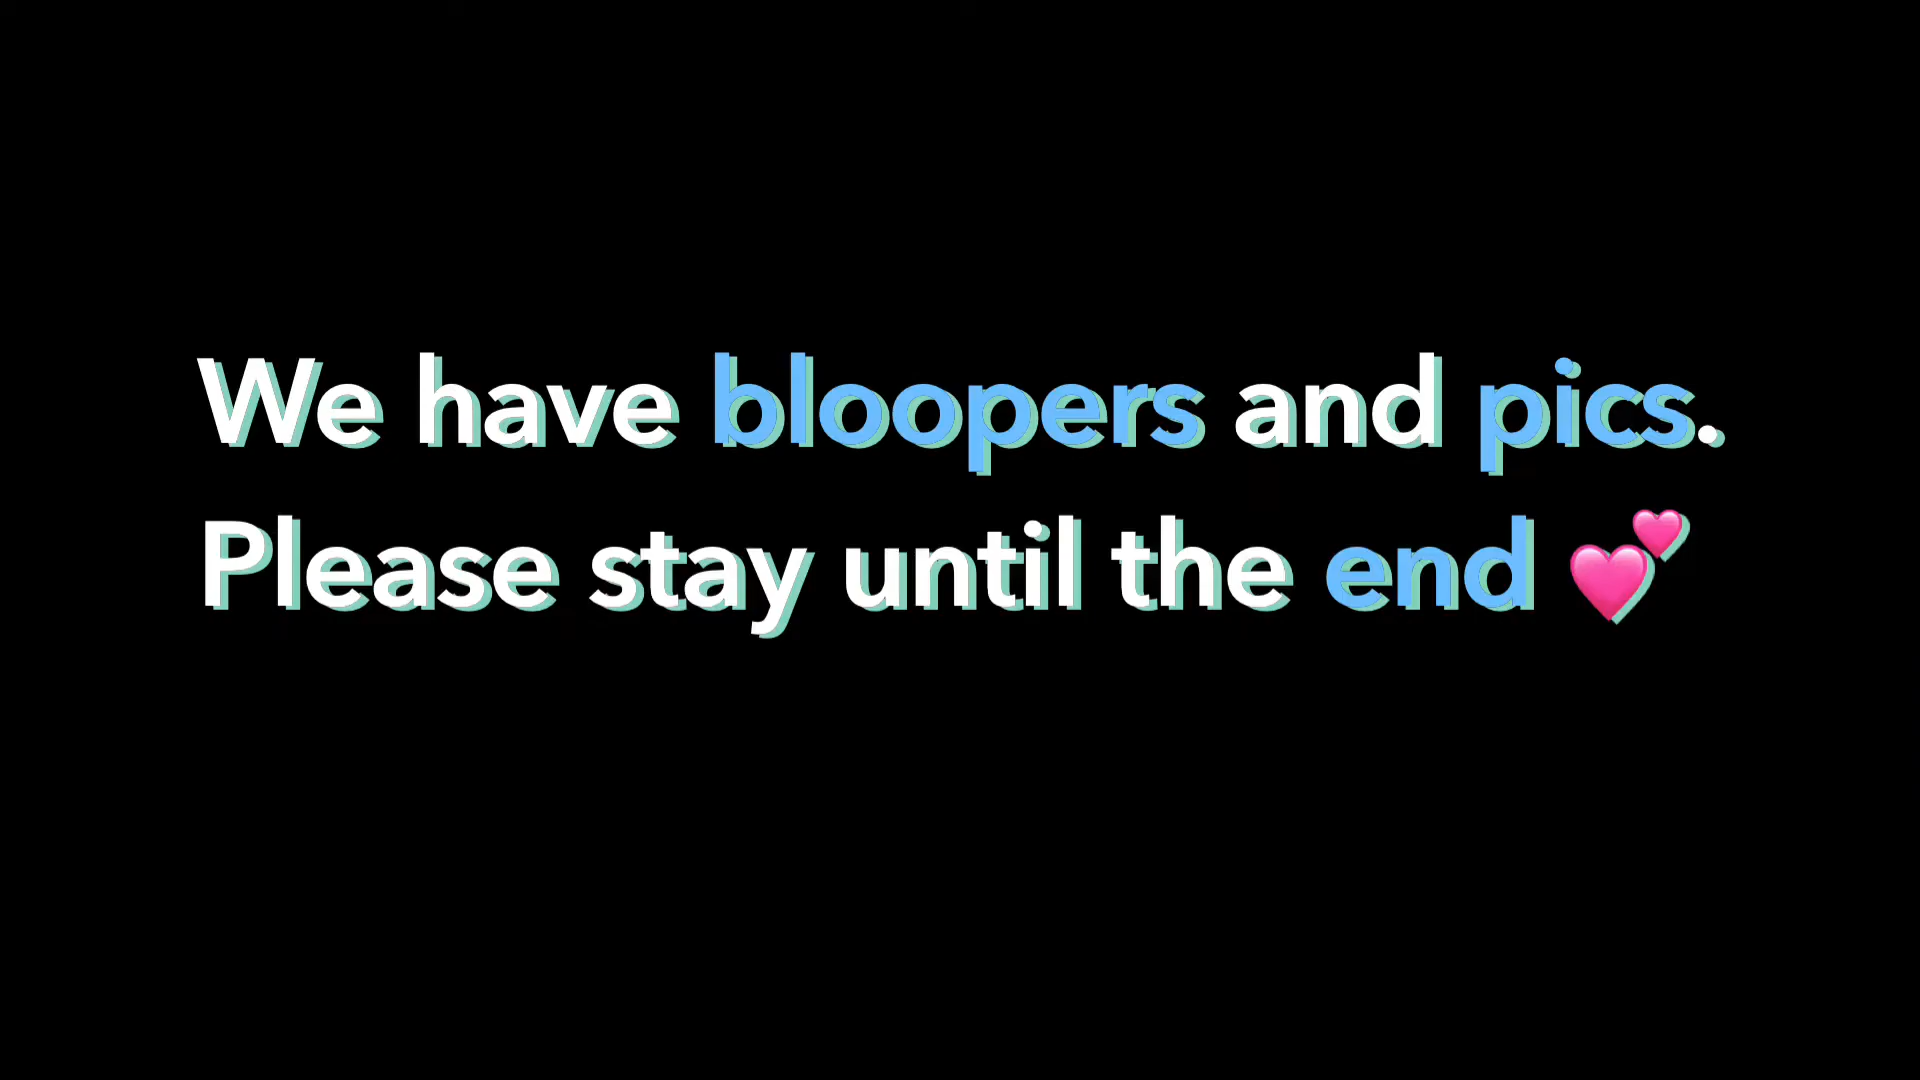 We have bloopers and pics.
Please stay until the end 💕